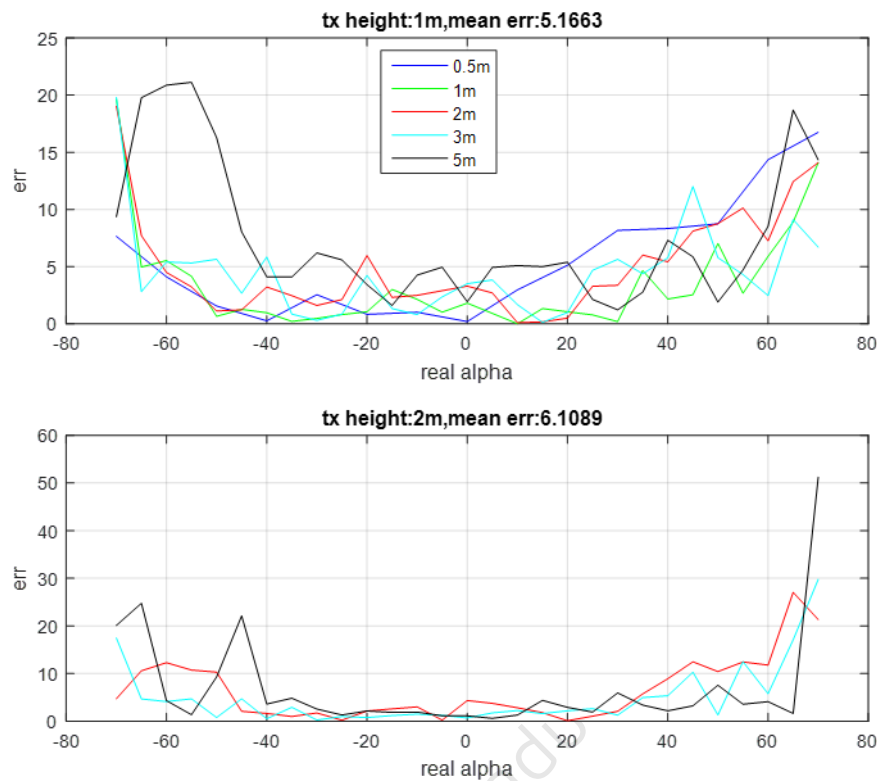 tx height:1m,mean err:5.1663
25
20
15
10
5
0
err
0.5m
1m
2m
3m
5m
-80 -60 -40 -20 0 20 40 60 80
real alpha
tx height:2m,mean err:6.1089
60
50
40
30
20
10
0
err
-80 -60 -40 -20 0 20 40 60 80
real alpha